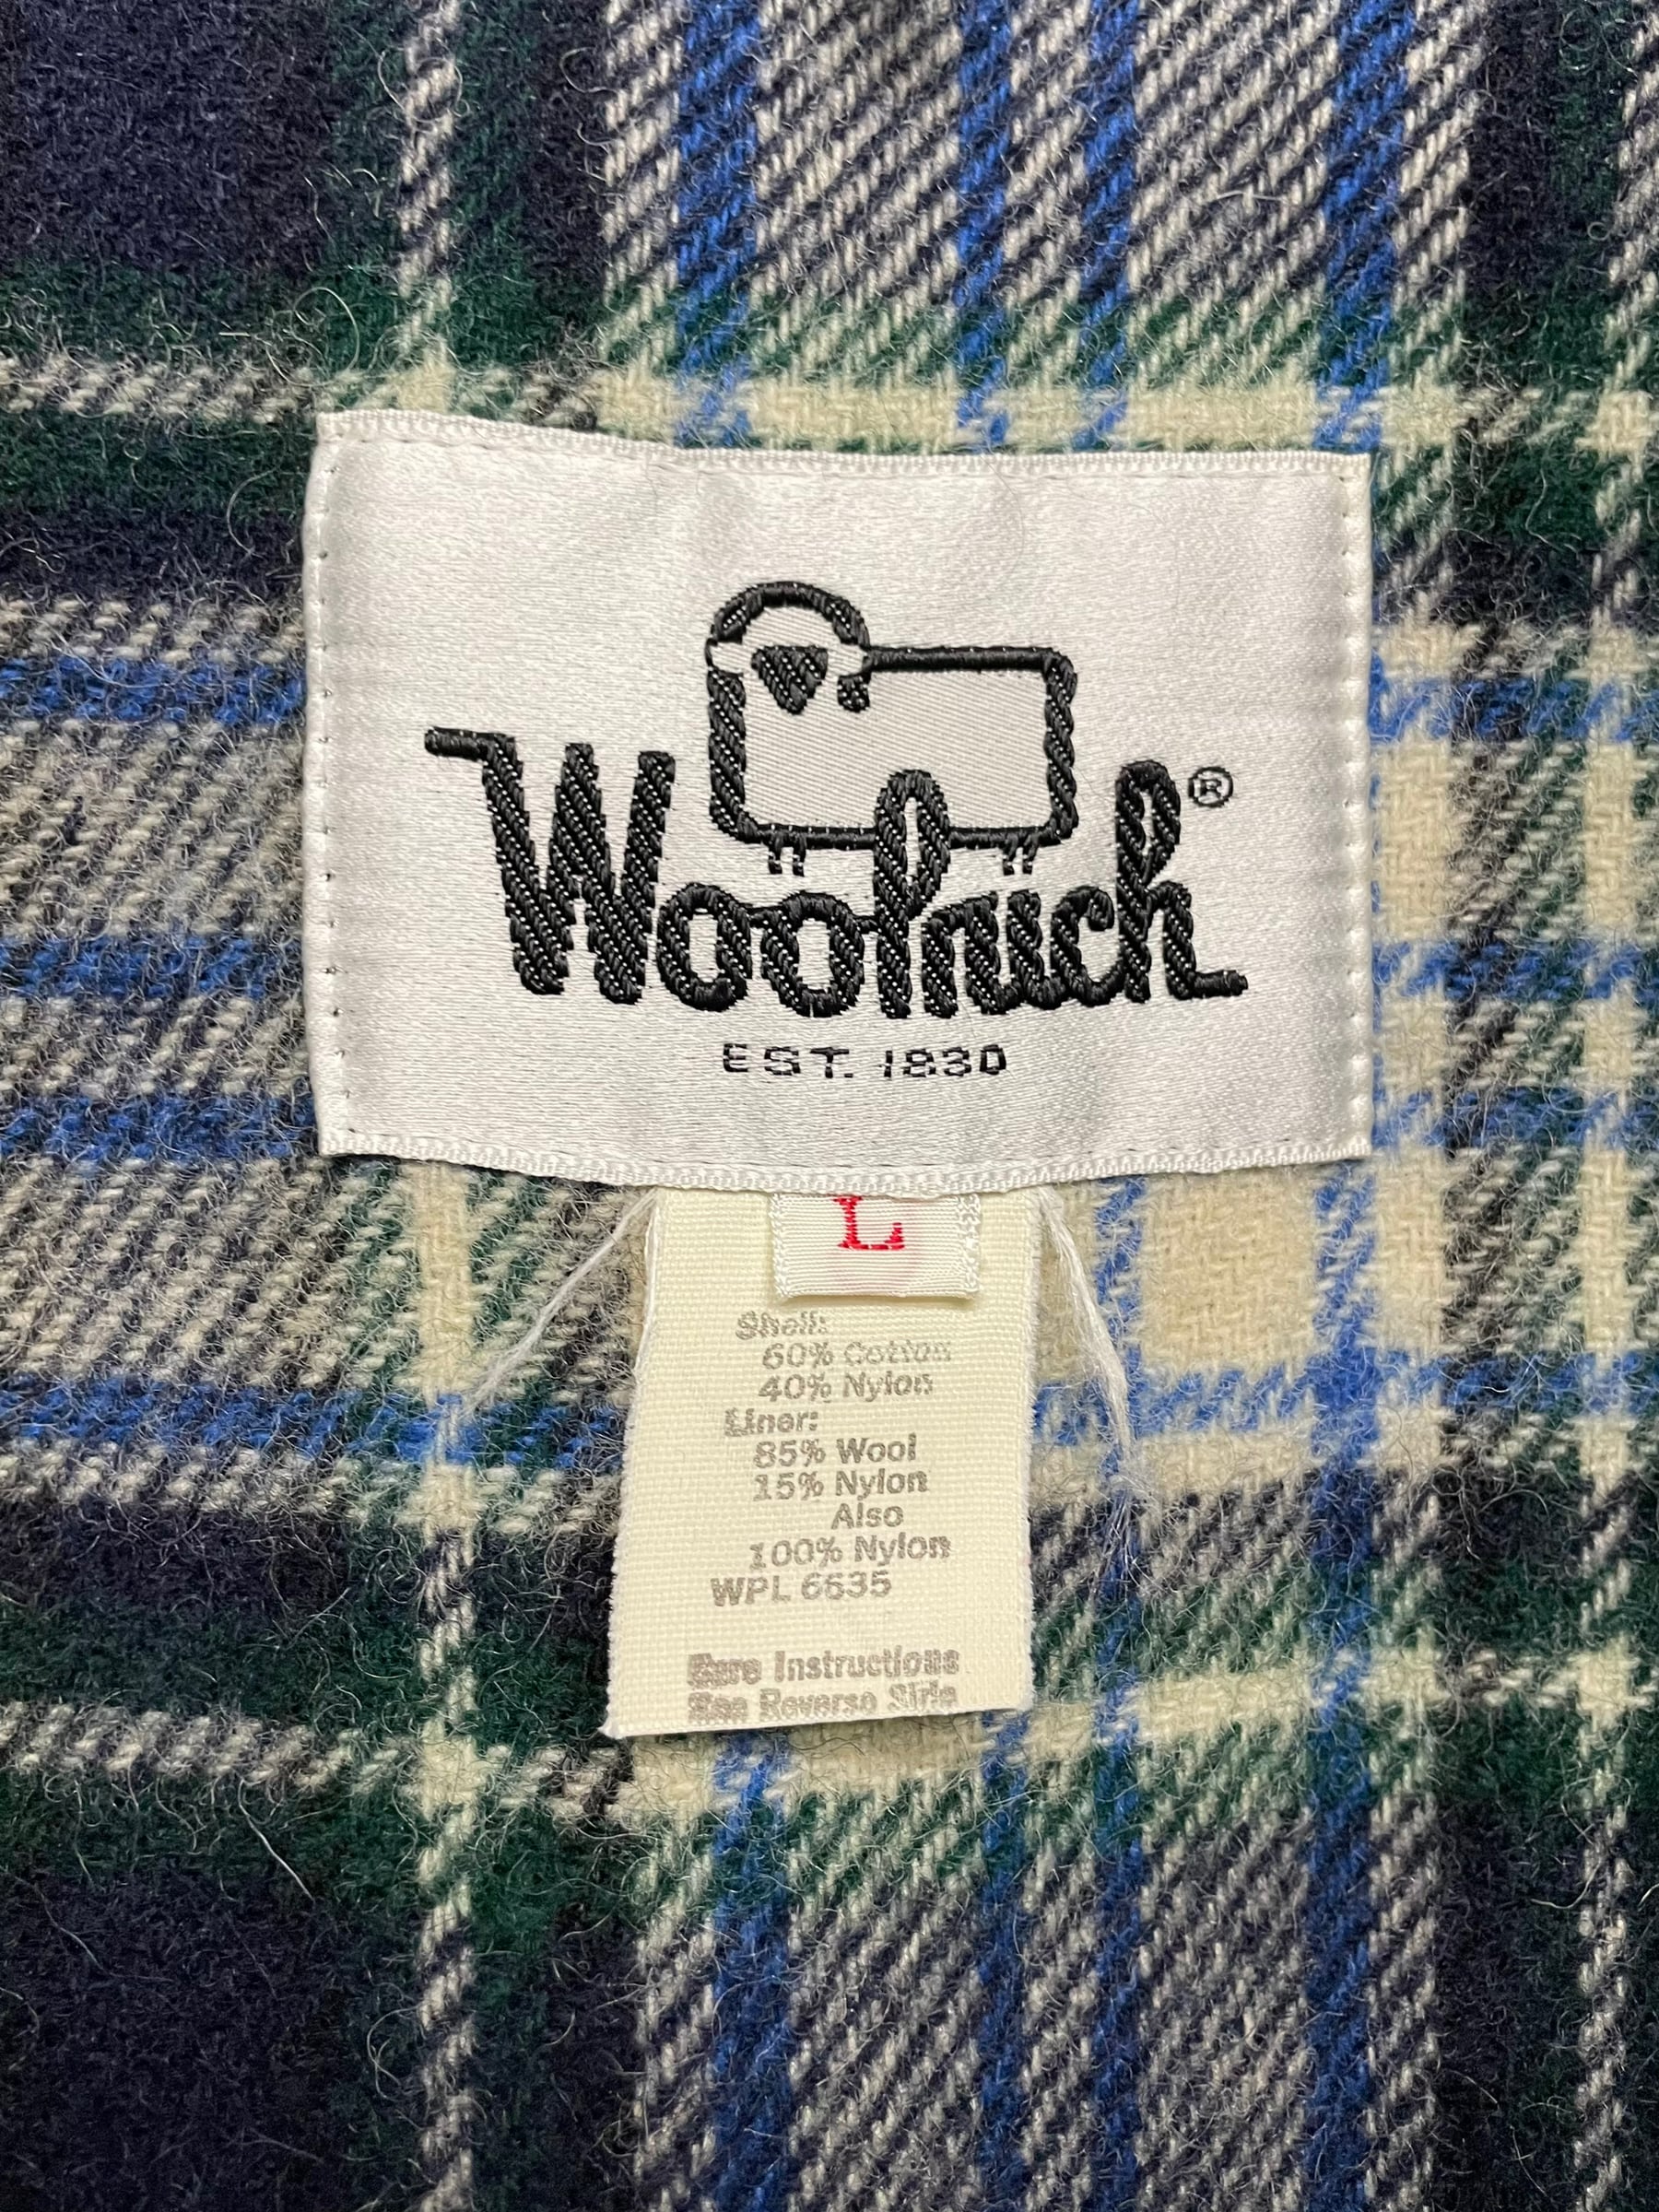 Woolrich®
EST. 1830
L
Shell:
60% Cotton
40% Nylon
Liner:
85% Wool
15% Nylon
Also
100% Nylon
WPL 6635
Care Instructions
See Reverse Side